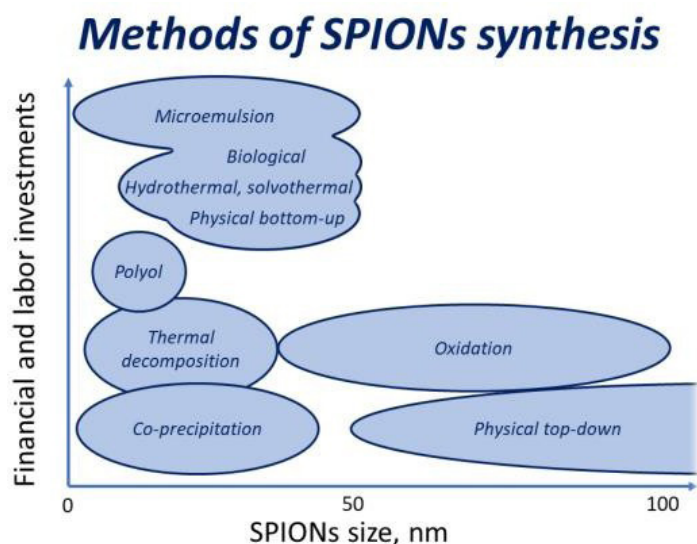 Methods of SPIONs synthesis
Financial and labor investments
Microemulsion
Biological
Hydrothermal, solvothermal
Physical bottom-up
Polyol
Thermal
decomposition
Oxidation
Co-precipitation
Physical top-down
0
50
100
SPIONs size, nm